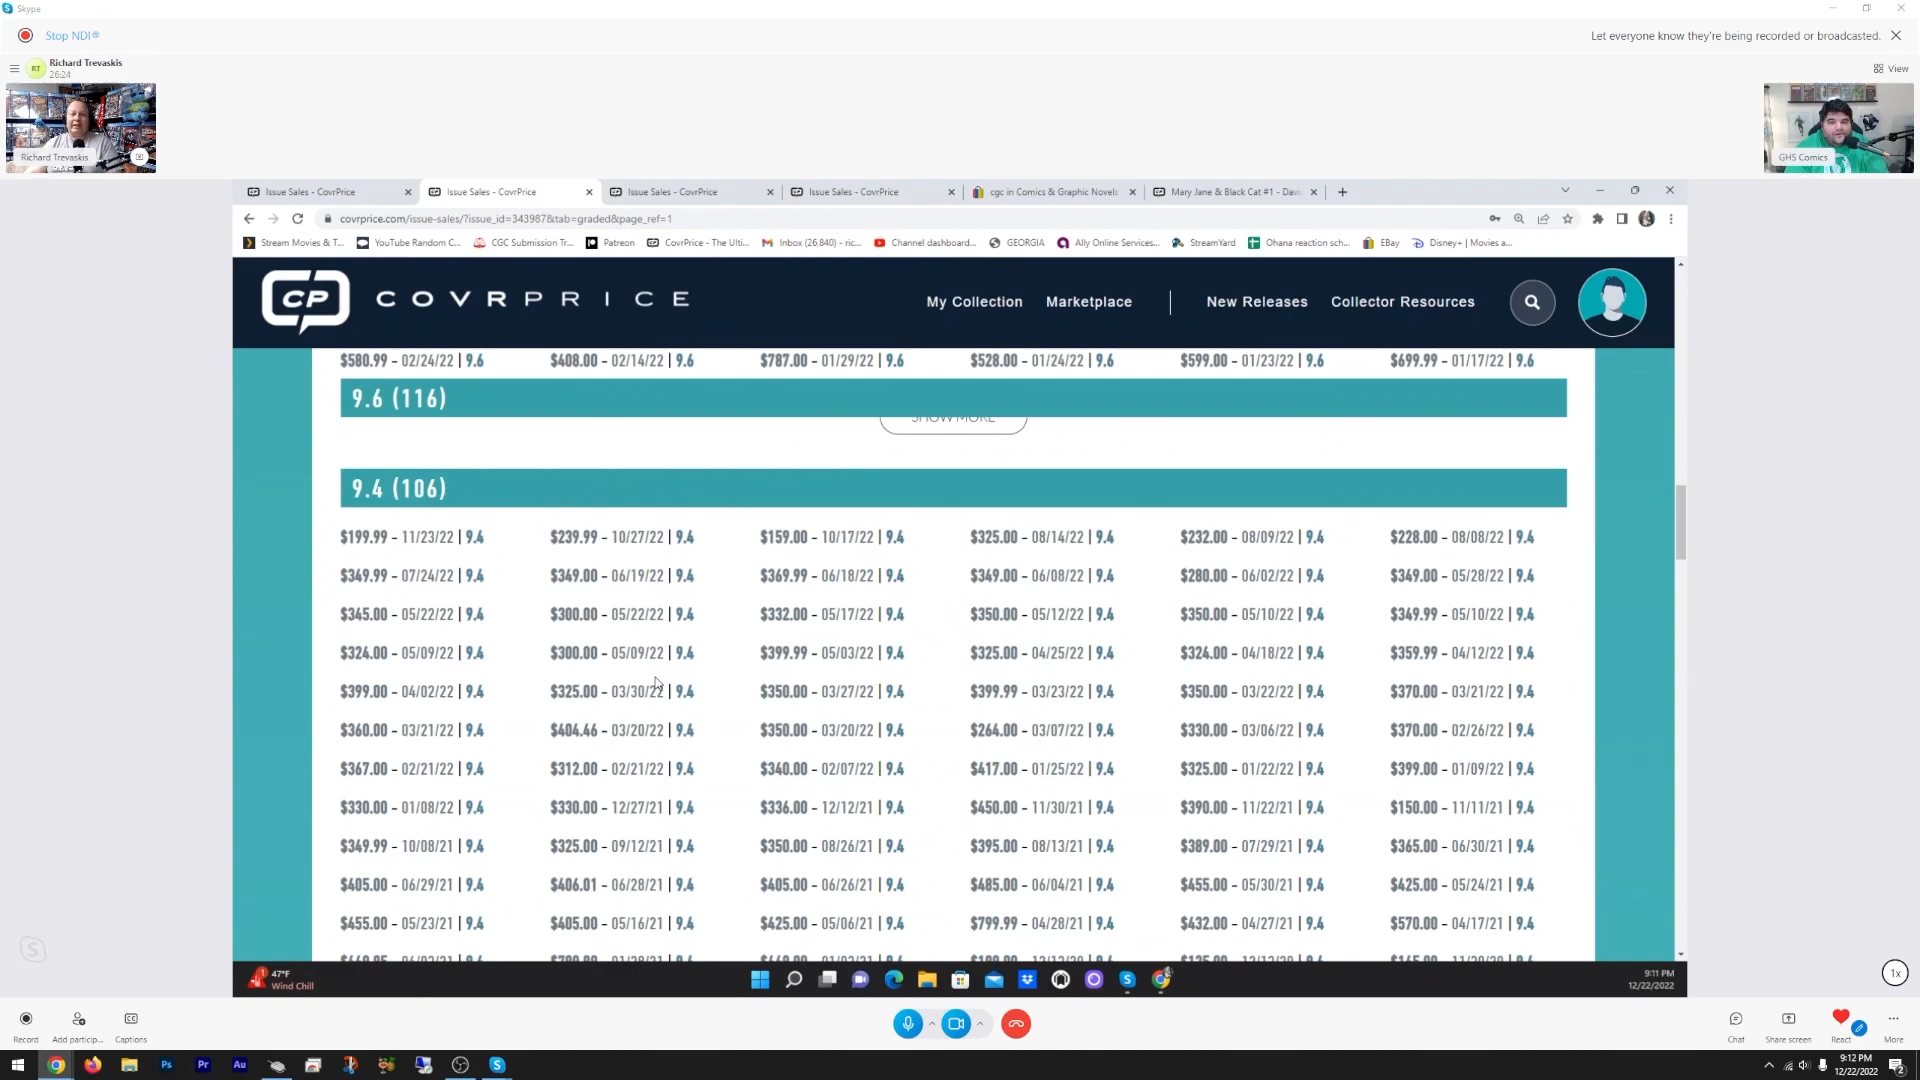 Skype
Stop NDI®
Let everyone know they're being recorded or broadcasted.
RT
Richard Trevaskis
26:24
View
Richard Trevaskis
GHS Comics
Issue Sales - CovrPrice
Issue Sales - CovrPrice
Issue Sales - CovrPrice
Issue Sales - CovrPrice
cgc in Comics & Graphic Novels
Mary Jane & Black Cat #1 - Davi
covrprice.com/issue-sales/?issue_id=343987&tab=graded&page_ref=1
Stream Movies & T...
YouTube Random C...
CGC Submission Tr...
Patreon
CovrPrice - The Ulti...
Inbox (26,840) - ric...
Channel dashboard...
GEORGIA
Ally Online Services...
StreamYard
Ohana reaction sch...
EBay
Disney+ | Movies a...
CP COVRPRICE
My Collection
Marketplace
New Releases
Collector Resources
$580.99 - 02/24/22 | 9.6 $408.00 - 02/14/22 | 9.6 $787.00 - 01/29/22 | 9.6 $528.00 - 01/24/22 | 9.6 $599.00 - 01/23/22 | 9.6 $699.99 - 01/17/22 | 9.6
9.6 (116)
SHOW MORE
9.4 (106)
$199.99 - 11/23/22 | 9.4 $239.99 - 10/27/22 | 9.4 $159.00 - 10/17/22 | 9.4 $325.00 - 08/14/22 | 9.4 $232.00 - 08/09/22 | 9.4 $228.00 - 08/08/22 | 9.4
$349.99 - 07/24/22 | 9.4 $349.00 - 06/19/22 | 9.4 $369.99 - 06/18/22 | 9.4 $349.00 - 06/08/22 | 9.4 $280.00 - 06/02/22 | 9.4 $349.00 - 05/28/22 | 9.4
$345.00 - 05/22/22 | 9.4 $300.00 - 05/22/22 | 9.4 $332.00 - 05/17/22 | 9.4 $350.00 - 05/12/22 | 9.4 $350.00 - 05/10/22 | 9.4 $349.99 - 05/10/22 | 9.4
$324.00 - 05/09/22 | 9.4 $300.00 - 05/09/22 | 9.4 $399.99 - 05/03/22 | 9.4 $325.00 - 04/25/22 | 9.4 $324.00 - 04/18/22 | 9.4 $359.99 - 04/12/22 | 9.4
$399.00 - 04/02/22 | 9.4 $325.00 - 03/30/22 | 9.4 $350.00 - 03/27/22 | 9.4 $399.99 - 03/23/22 | 9.4 $350.00 - 03/22/22 | 9.4 $370.00 - 03/21/22 | 9.4
$360.00 - 03/21/22 | 9.4 $404.46 - 03/20/22 | 9.4 $350.00 - 03/20/22 | 9.4 $264.00 - 03/07/22 | 9.4 $330.00 - 03/06/22 | 9.4 $370.00 - 02/26/22 | 9.4
$367.00 - 02/21/22 | 9.4 $312.00 - 02/21/22 | 9.4 $340.00 - 02/07/22 | 9.4 $417.00 - 01/25/22 | 9.4 $325.00 - 01/22/22 | 9.4 $399.00 - 01/09/22 | 9.4
$330.00 - 01/08/22 | 9.4 $330.00 - 12/27/21 | 9.4 $336.00 - 12/12/21 | 9.4 $450.00 - 11/30/21 | 9.4 $390.00 - 11/22/21 | 9.4 $150.00 - 11/11/21 | 9.4
$349.99 - 10/08/21 | 9.4 $325.00 - 09/12/21 | 9.4 $350.00 - 08/26/21 | 9.4 $395.00 - 08/13/21 | 9.4 $389.00 - 07/29/21 | 9.4 $365.00 - 06/30/21 | 9.4
$405.00 - 06/29/21 | 9.4 $406.01 - 06/28/21 | 9.4 $405.00 - 06/26/21 | 9.4 $485.00 - 06/04/21 | 9.4 $455.00 - 05/30/21 | 9.4 $425.00 - 05/24/21 | 9.4
$455.00 - 05/23/21 | 9.4 $405.00 - 05/16/21 | 9.4 $425.00 - 05/06/21 | 9.4 $799.99 - 04/28/21 | 9.4 $432.00 - 04/27/21 | 9.4 $570.00 - 04/17/21 | 9.4
47°F
Wind Chill
9:11 PM
12/22/2022
1x
Record
Add particip...
Captions
Chat
Share screen
React
More
Ps
Pr
Au
9:12 PM
12/22/2022
2